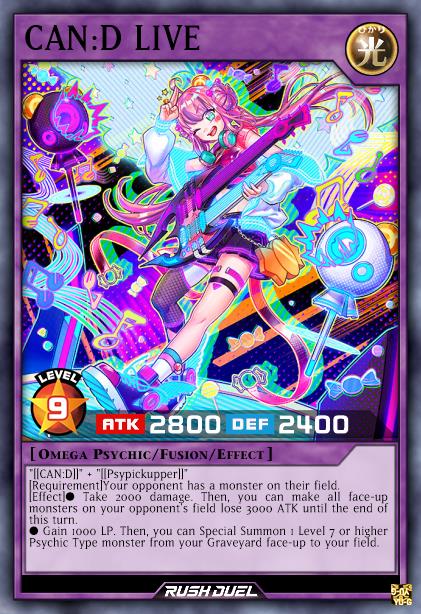 CAN:D LIVE
ひかり
光
LEVEL
9
ATK 2800 DEF 2400
[ OMEGA PSYCHIC/FUSION/EFFECT ]
"[[CAN:D]]" + "[[Psypickupper]]"
[Requirement]Your opponent has a monster on their field.
[Effect]● Take 2000 damage. Then, you can make all face-up
monsters on your opponent's field lose 3000 ATK until the end of
this turn.
● Gain 1000 LP. Then, you can Special Summon 1 Level 7 or higher
Psychic Type monster from your Graveyard face-up to your field.
RUSH DUEL